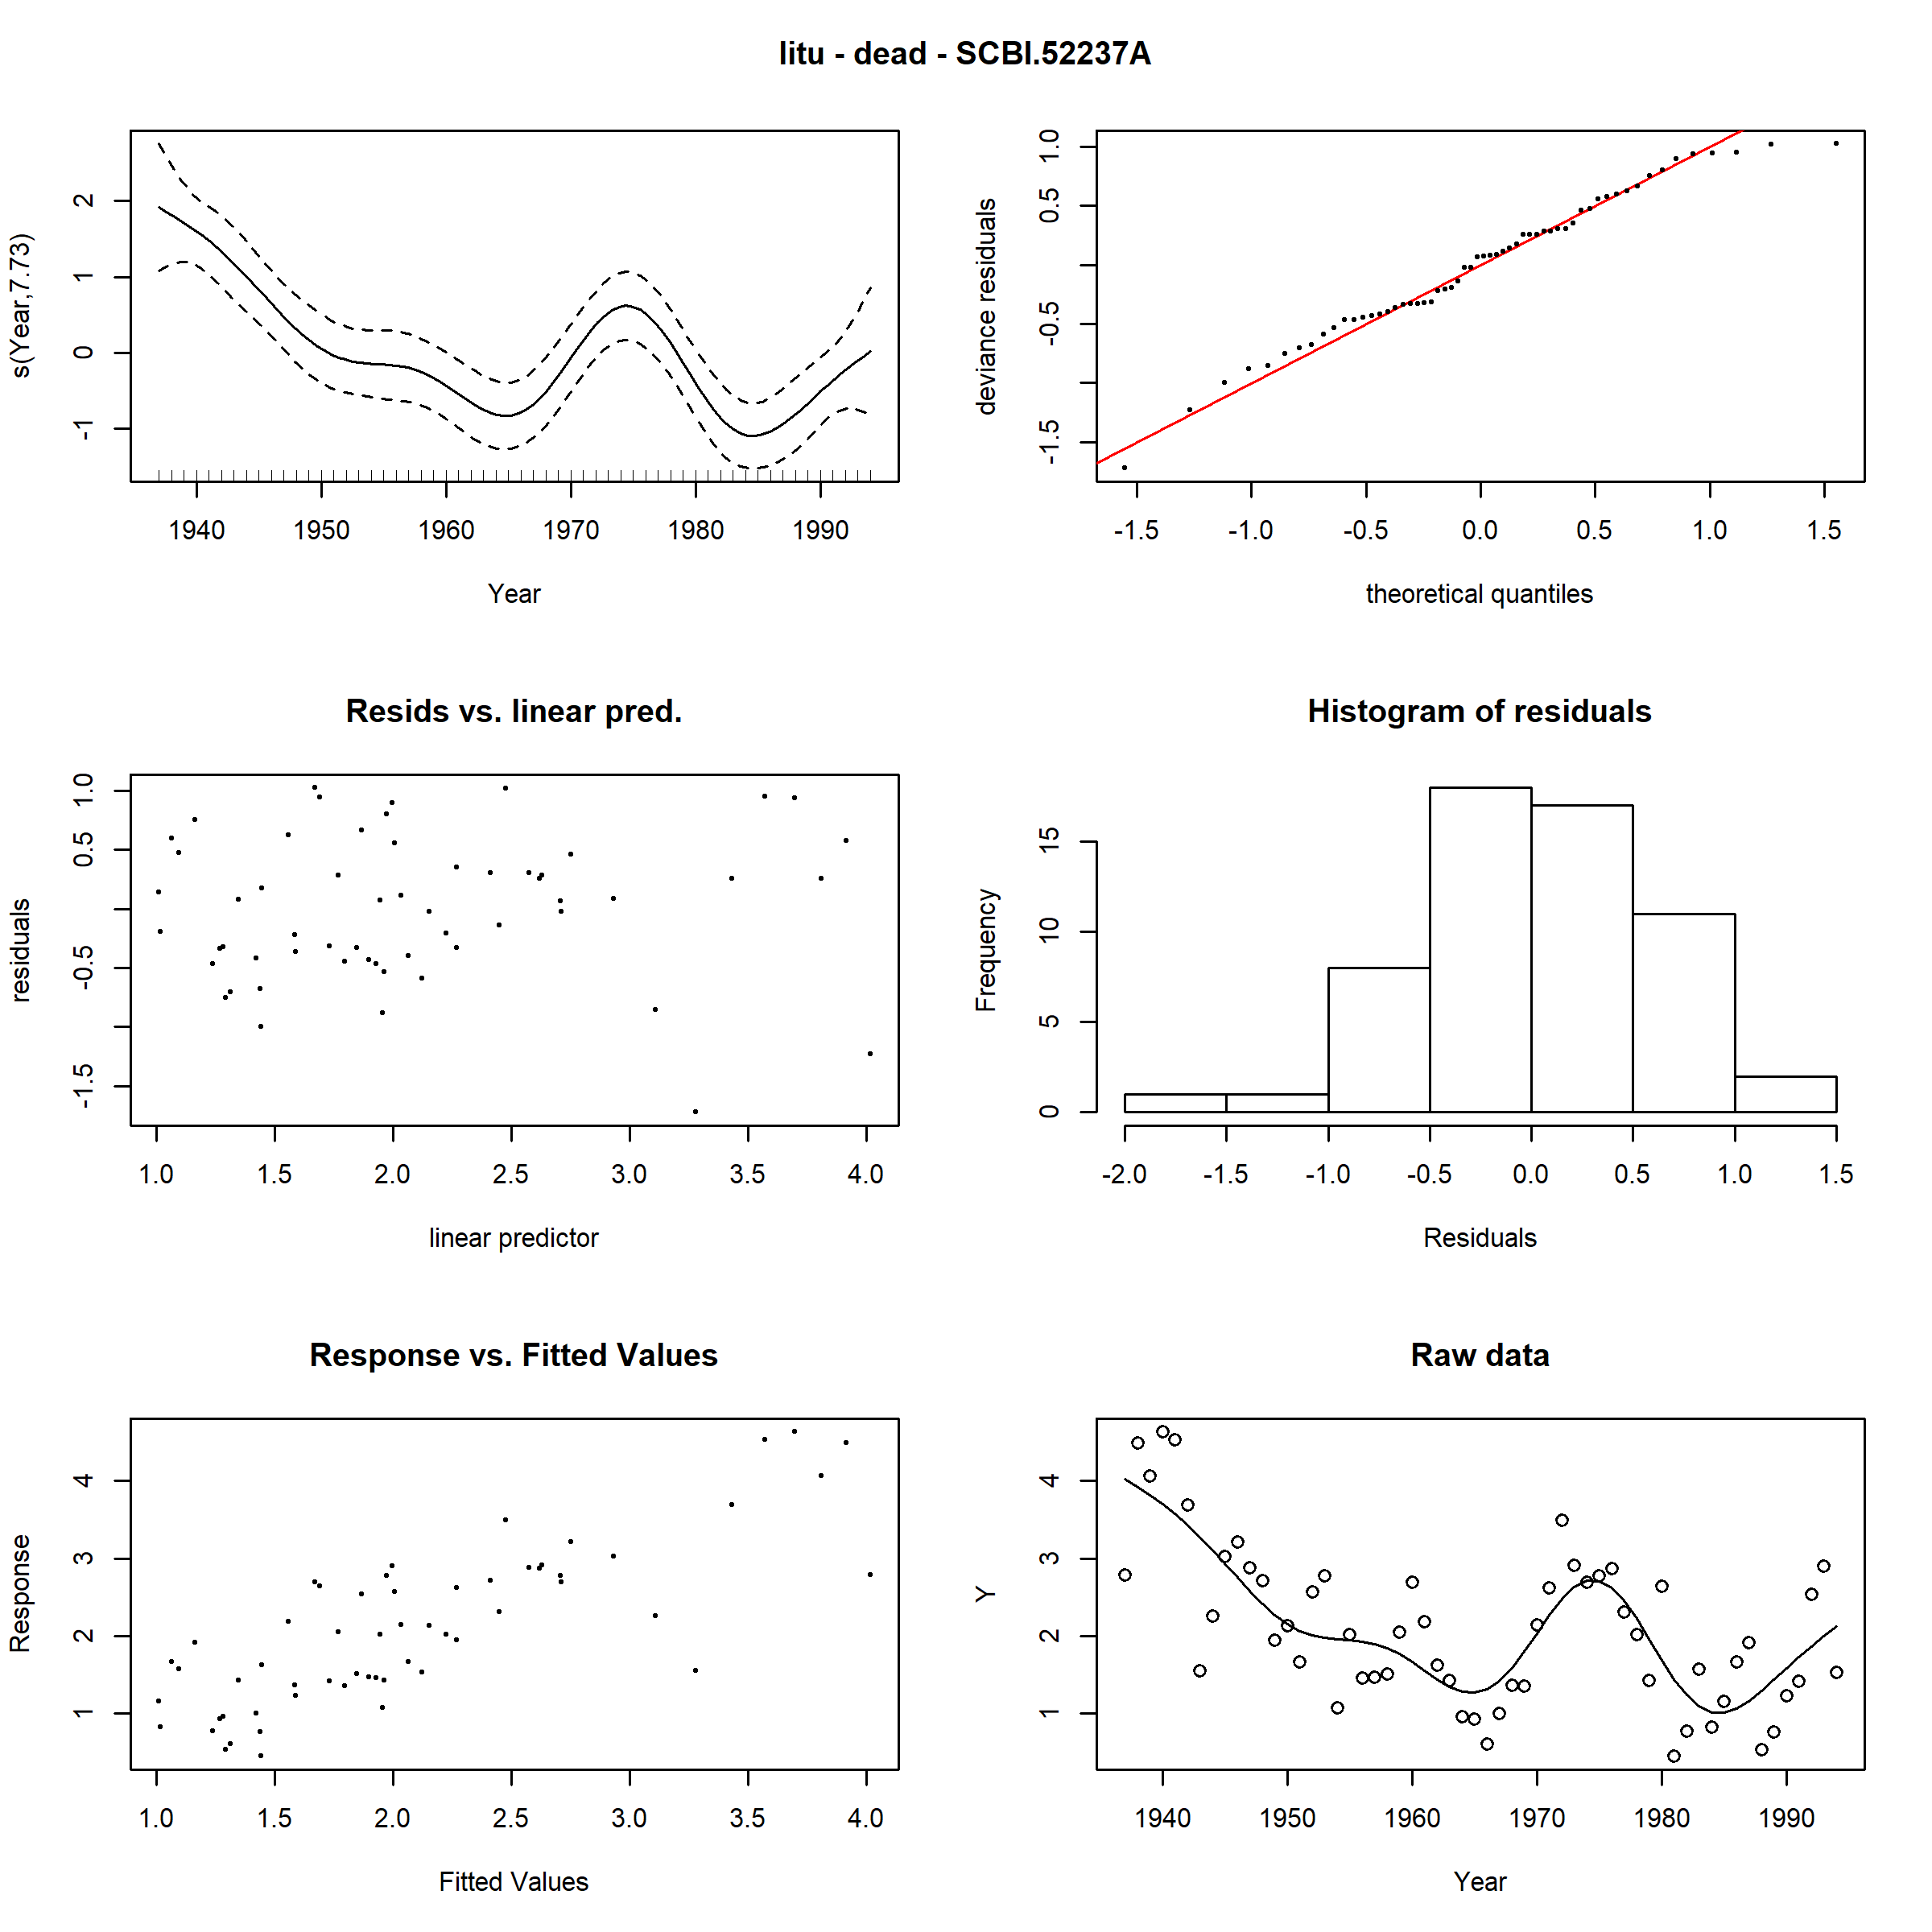 litu - dead - SCBI.52237A
s(Year,7.73)
2
1
0
-1
1940 1950 1960 1970 1980 1990
Year
deviance residuals
1.0
0.5
-0.5
-1.5
-1.5 -1.0 -0.5 0.0 0.5 1.0 1.5
theoretical quantiles
Resids vs. linear pred.
residuals
1.0
0.5
-0.5
-1.5
1.0 1.5 2.0 2.5 3.0 3.5 4.0
linear predictor
Histogram of residuals
Frequency
15
10
5
0
-2.0 -1.5 -1.0 -0.5 0.0 0.5 1.0 1.5
Residuals
Response vs. Fitted Values
Response
4
3
2
1
1.0 1.5 2.0 2.5 3.0 3.5 4.0
Fitted Values
Raw data
Y
4
3
2
1
1940 1950 1960 1970 1980 1990
Year